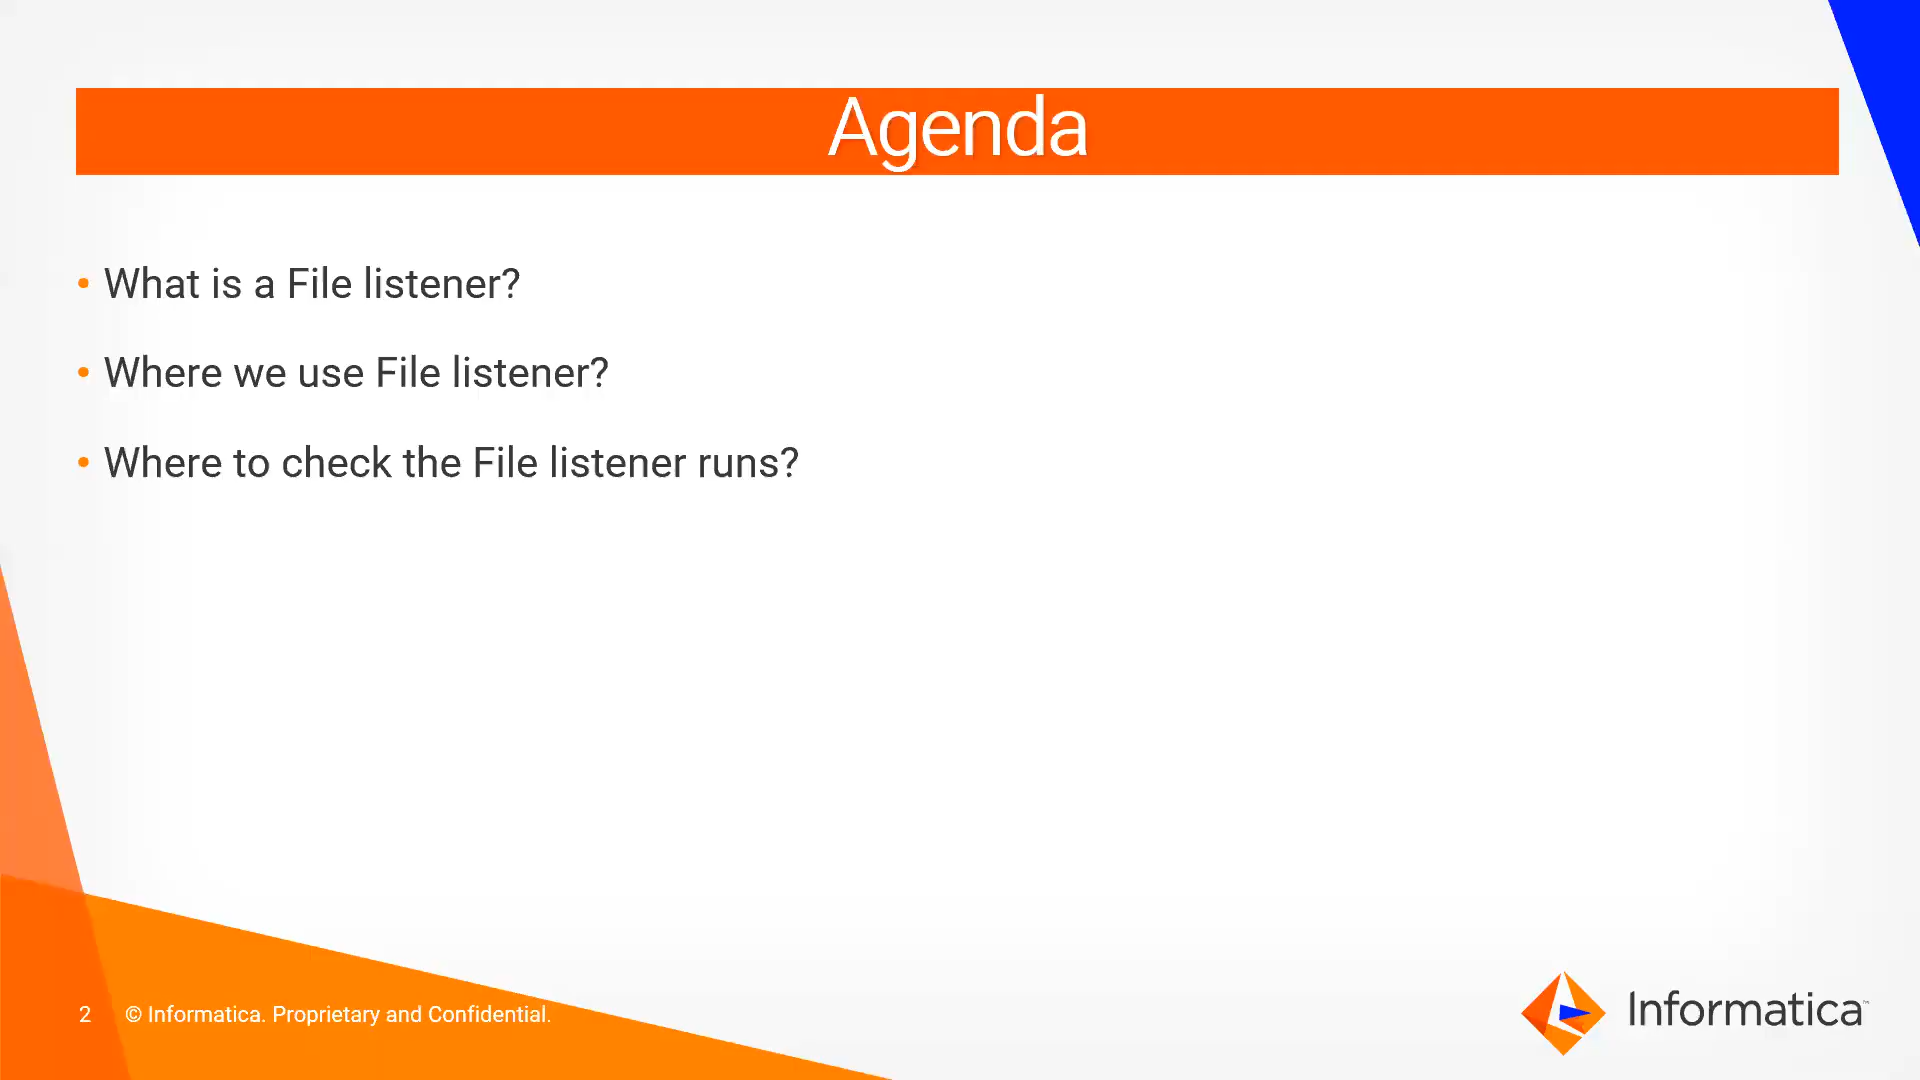 Agenda
• What is a File listener?
• Where we use File listener?
• Where to check the File listener runs?
2 © Informatica. Proprietary and Confidential.
Informatica™